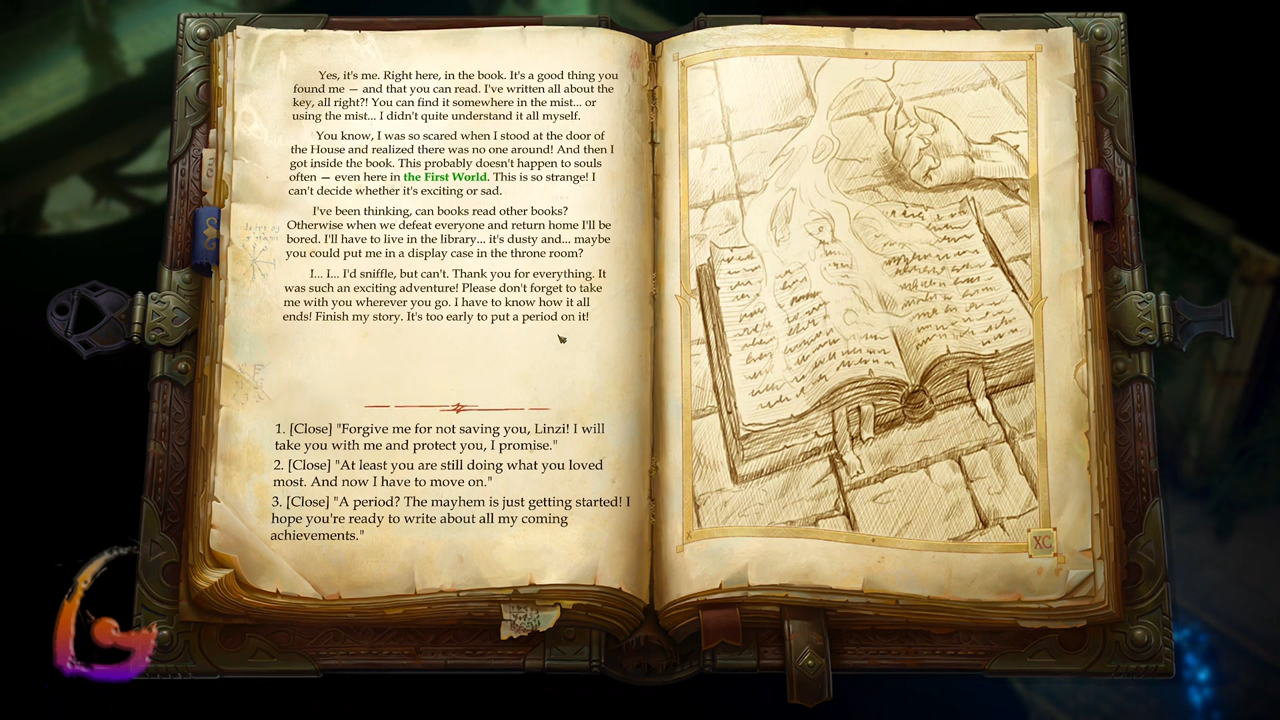 Yes, it's me. Right here, in the book. It's a good thing you
found me — and that you can read. I've written all about the
key, all right?! You can find it somewhere in the mist... or
using the mist... I didn't quite understand it all myself.
You know, I was so scared when I stood at the door of
the House and realized there was no one around! And then I
got inside the book. This probably doesn't happen to souls
often — even here in the First World. This is so strange! I
can't decide whether it's exciting or sad.
I've been thinking, can books read other books?
Otherwise when we defeat everyone and return home I'll be
bored. I'll have to live in the library... it's dusty and... maybe
you could put me in a display case in the throne room?
I... I... I'd sniffle, but can't. Thank you for everything. It
was such an exciting adventure! Please don't forget to take
me with you wherever you go. I have to know how it all
ends! Finish my story. It's too early to put a period on it!
1. [Close] "Forgive me for not saving you, Linzi! I will
take you with me and protect you, I promise."
2. [Close] "At least you are still doing what you loved
most. And now I have to move on."
3. [Close] "A period? The mayhem is just getting started! I
hope you're ready to write about all my coming
achievements."
XC